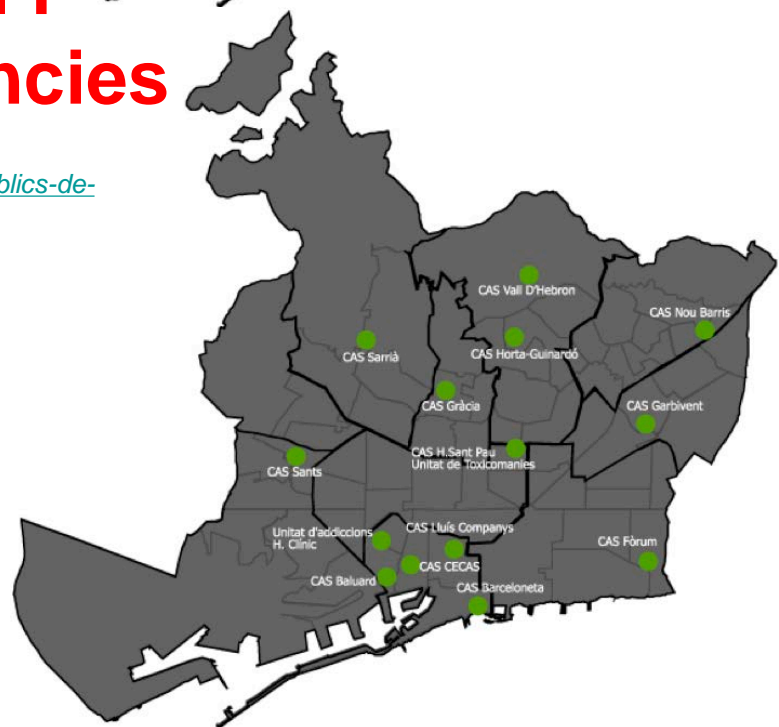 ncies
blics-de-
CAS Vall D'Hebron
CAS Nou Barris
CAS Sarrià
CAS Horta-Guinardó
CAS Gràcia
CAS Garbivent
CAS H.Sant Pau
Unitat de Toxicomanies
CAS Sants
CAS Lluís Companys
Unitat d'addiccions
H. Clínic
CAS Fòrum
CAS CECAS
CAS Baluard
CAS Barceloneta